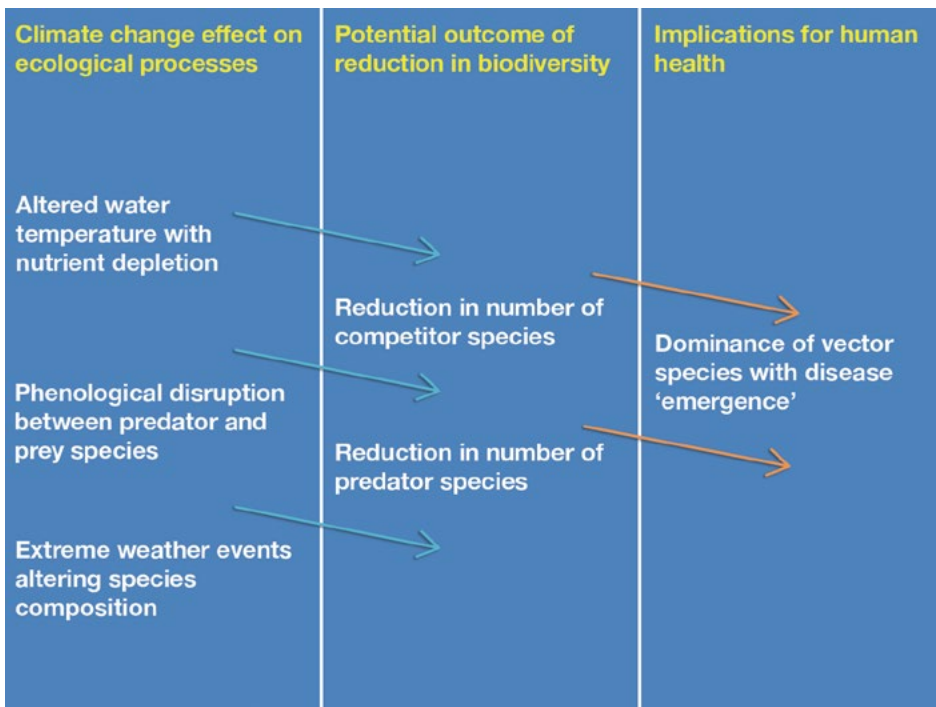 Climate change effect on
ecological processes
Potential outcome of
reduction in biodiversity
Implications for human
health
Altered water
temperature with
nutrient depletion
Phenological disruption
between predator and
prey species
Extreme weather events
altering species
composition
Reduction in number of
competitor species
Reduction in number of
predator species
Dominance of vector
species with disease
‘emergence’